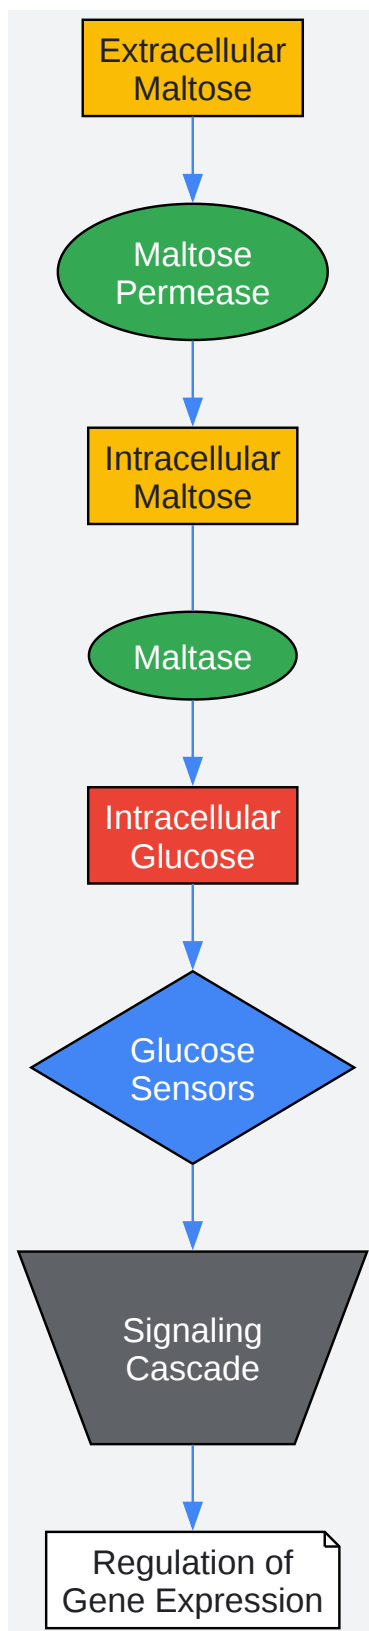 Extracellular
Maltose
Maltose
Permease
Intracellular
Maltose
Maltase
Intracellular
Glucose
Glucose
Sensors
Signaling
Cascade
Regulation of
Gene Expression